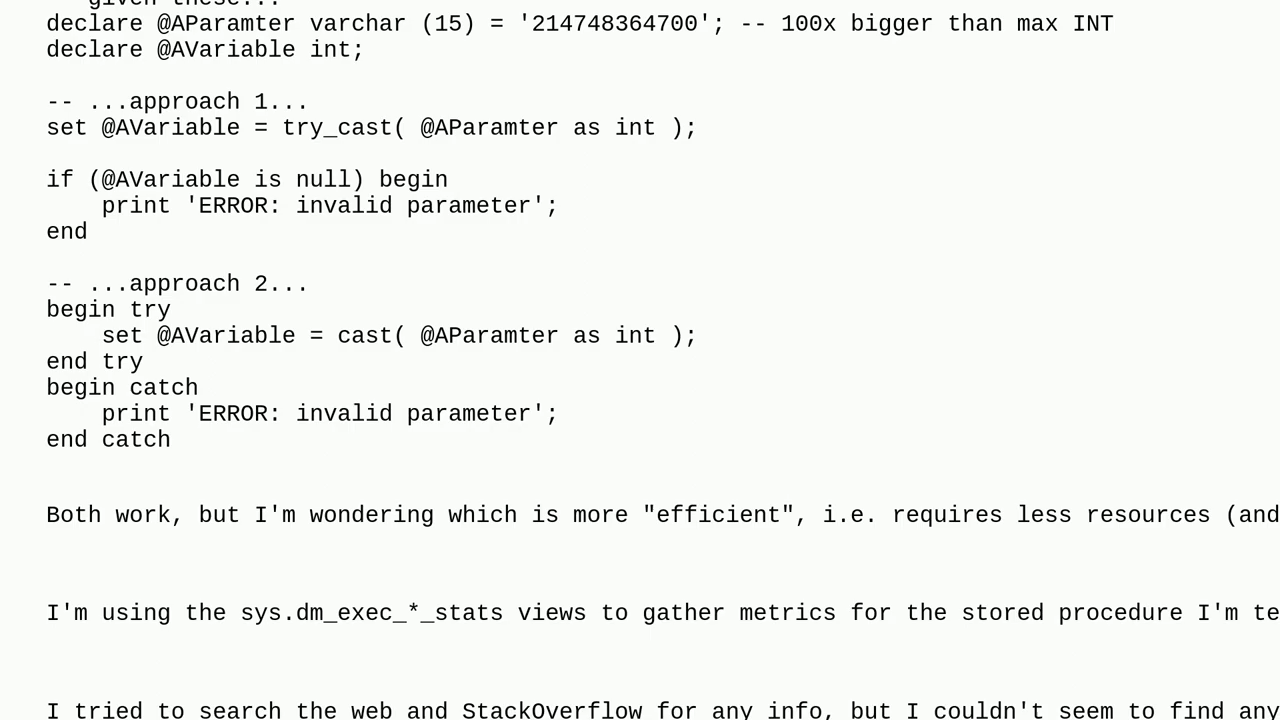 given these...
declare @AParamter varchar (15) = '214748364700'; -- 100x bigger than max INT
declare @AVariable int;
-- ...approach 1...
set @AVariable = try_cast( @AParamter as int );
if (@AVariable is null) begin
    print 'ERROR: invalid parameter';
end
-- ...approach 2...
begin try
    set @AVariable = cast( @AParamter as int );
end try
begin catch
    print 'ERROR: invalid parameter';
end catch
Both work, but I'm wondering which is more "efficient", i.e. requires less resources (and
I'm using the sys.dm_exec_*_stats views to gather metrics for the stored procedure I'm te
I tried to search the web and StackOverflow for any info, but I couldn't seem to find any